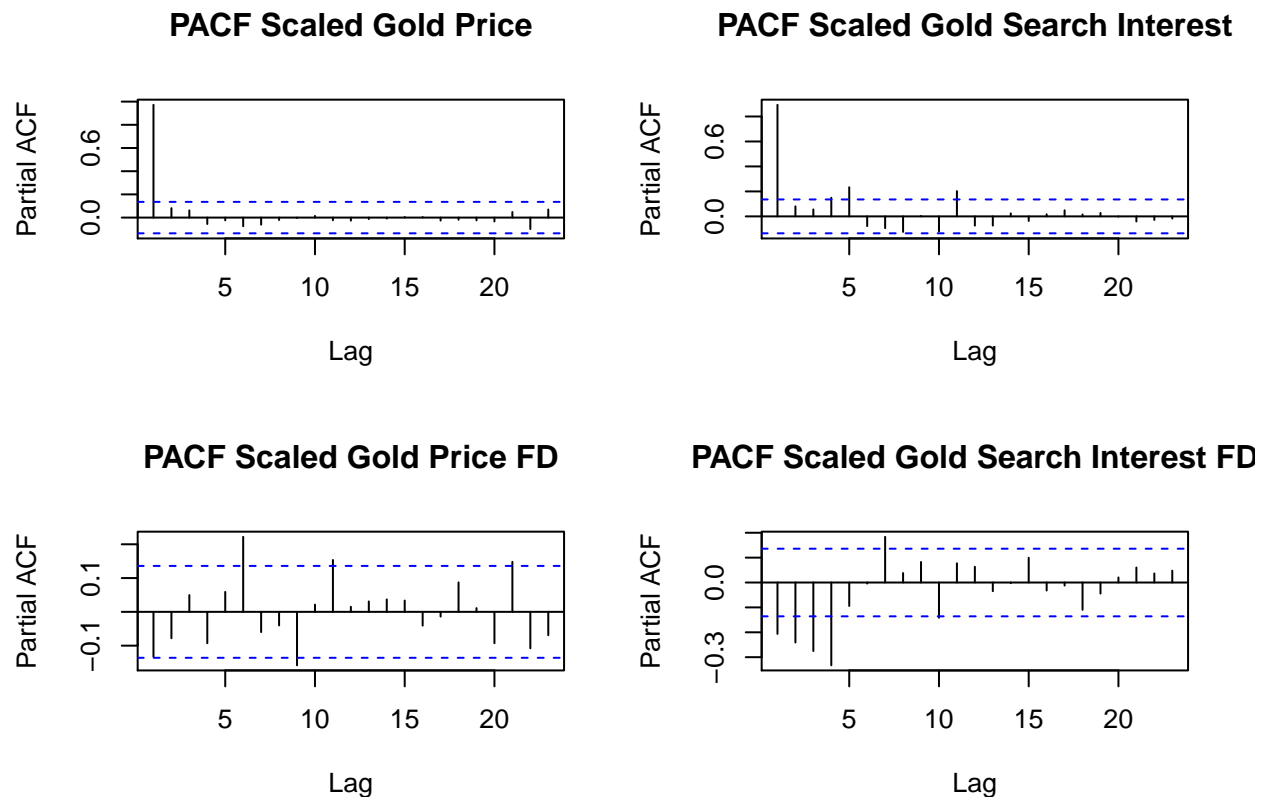 PACF Scaled Gold Price
Partial ACF
0.0 0.6
5 10 15 20
Lag
PACF Scaled Gold Search Interest
Partial ACF
0.0 0.6
5 10 15 20
Lag
PACF Scaled Gold Price FD
Partial ACF
−0.1 0.1
5 10 15 20
Lag
PACF Scaled Gold Search Interest FD
Partial ACF
−0.3 0.0
5 10 15 20
Lag